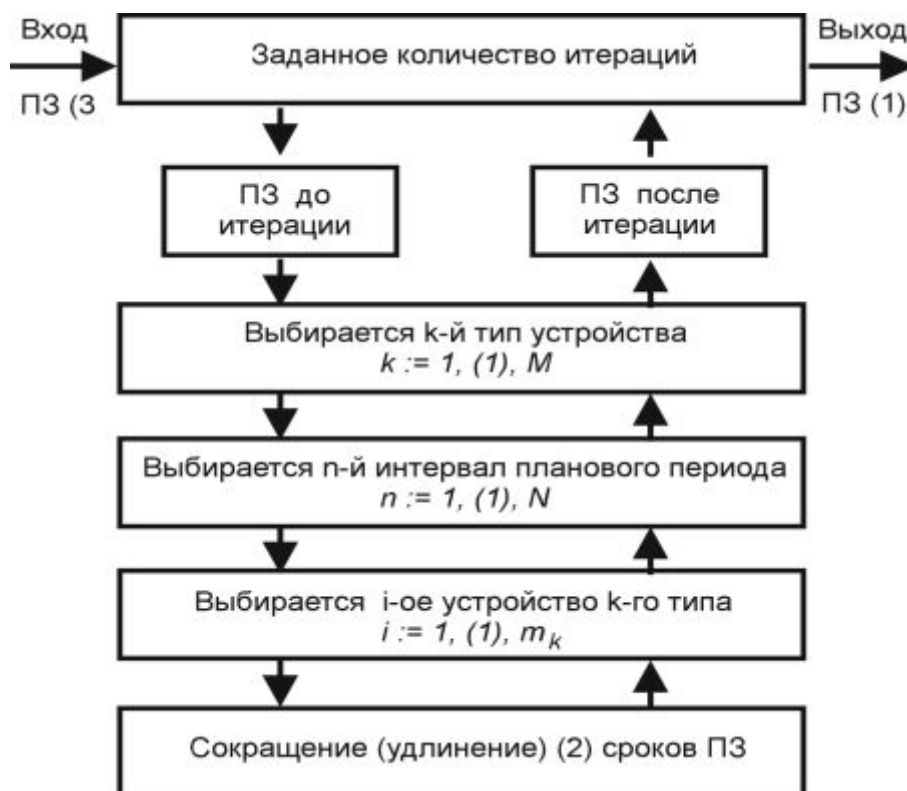 Вход
Заданное количество итераций
Выход
ПЗ (3
ПЗ (1)
ПЗ до
итерации
ПЗ после
итерации
Выбирается k-й тип устройства
k := 1, (1), M
Выбирается n-й интервал планового периода
n := 1, (1), N
Выбирается i-ое устройство k-го типа
i := 1, (1), mk
Сокращение (удлинение) (2) сроков ПЗ